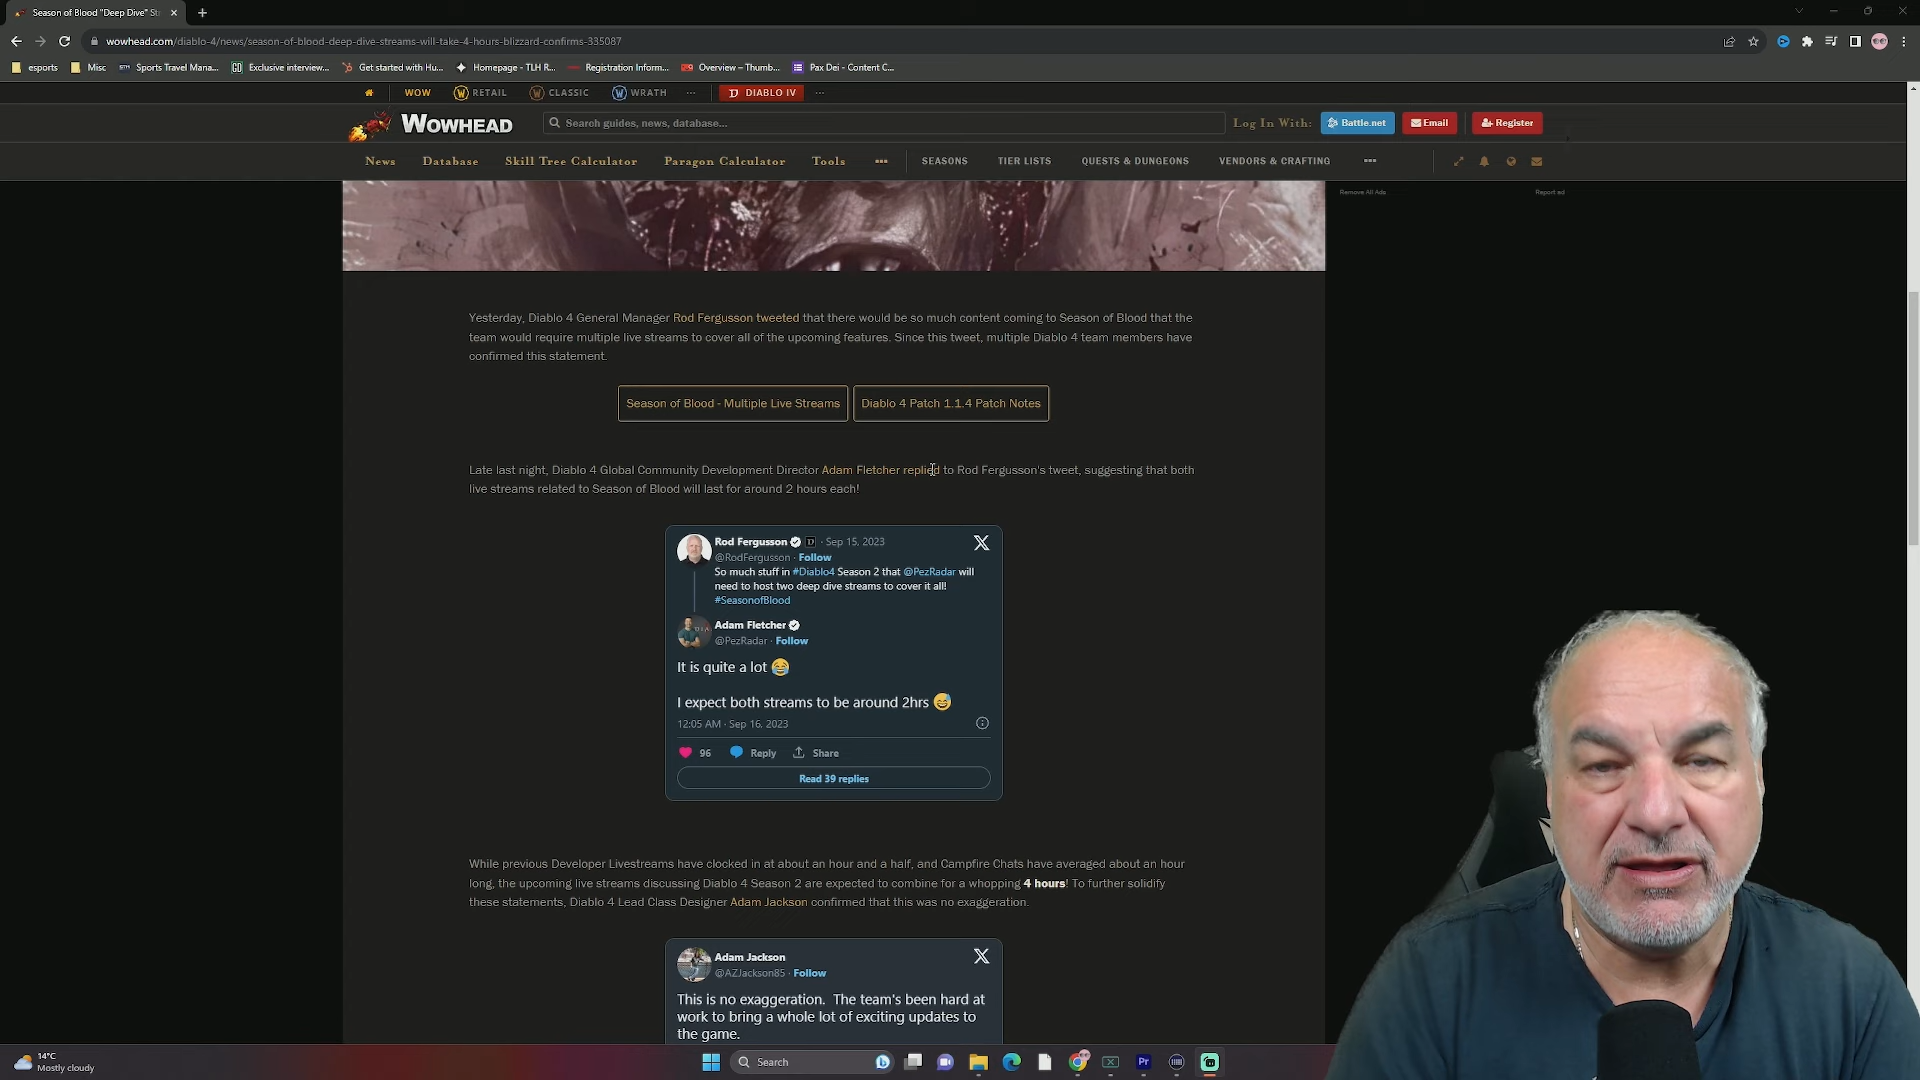 Season of Blood "Deep Dive" St
wowhead.com/diablo-4/news/season-of-blood-deep-dive-streams-will-take-4-hours-blizzard-confirms-335087
esports Misc Sports Travel Mana... Exclusive interview... Get started with Hu... Homepage - TLH R... Registration Inform... Overview – Thumb... Pax Dei - Content C...
WOW RETAIL CLASSIC WRATH ... DIABLO IV ...
WOWHEAD Search guides, news, database... Log In With: Battle.net Email Register
News Database Skill Tree Calculator Paragon Calculator Tools ... SEASONS TIER LISTS QUESTS & DUNGEONS VENDORS & CRAFTING ...
Remove All Ads Report ad
Yesterday, Diablo 4 General Manager Rod Fergusson tweeted that there would be so much content coming to Season of Blood that the
team would require multiple live streams to cover all of the upcoming features. Since this tweet, multiple Diablo 4 team members have
confirmed this statement.
Season of Blood - Multiple Live Streams Diablo 4 Patch 1.1.4 Patch Notes
Late last night, Diablo 4 Global Community Development Director Adam Fletcher replied to Rod Fergusson's tweet, suggesting that both
live streams related to Season of Blood will last for around 2 hours each!
Rod Fergusson D · Sep 15, 2023 X
@RodFergusson · Follow
So much stuff in #Diablo4 Season 2 that @PezRadar will
need to host two deep dive streams to cover it all!
#SeasonofBlood
Adam Fletcher
@PezRadar · Follow
It is quite a lot 😂
I expect both streams to be around 2hrs 😅
12:05 AM · Sep 16, 2023
96 Reply Share
Read 39 replies
While previous Developer Livestreams have clocked in at about an hour and a half, and Campfire Chats have averaged about an hour
long, the upcoming live streams discussing Diablo 4 Season 2 are expected to combine for a whopping 4 hours! To further solidify
these statements, Diablo 4 Lead Class Designer Adam Jackson confirmed that this was no exaggeration.
Adam Jackson X
@AZJackson85 · Follow
This is no exaggeration. The team's been hard at
work to bring a whole lot of exciting updates to
the game.
14°C
Mostly cloudy
Search
Pr